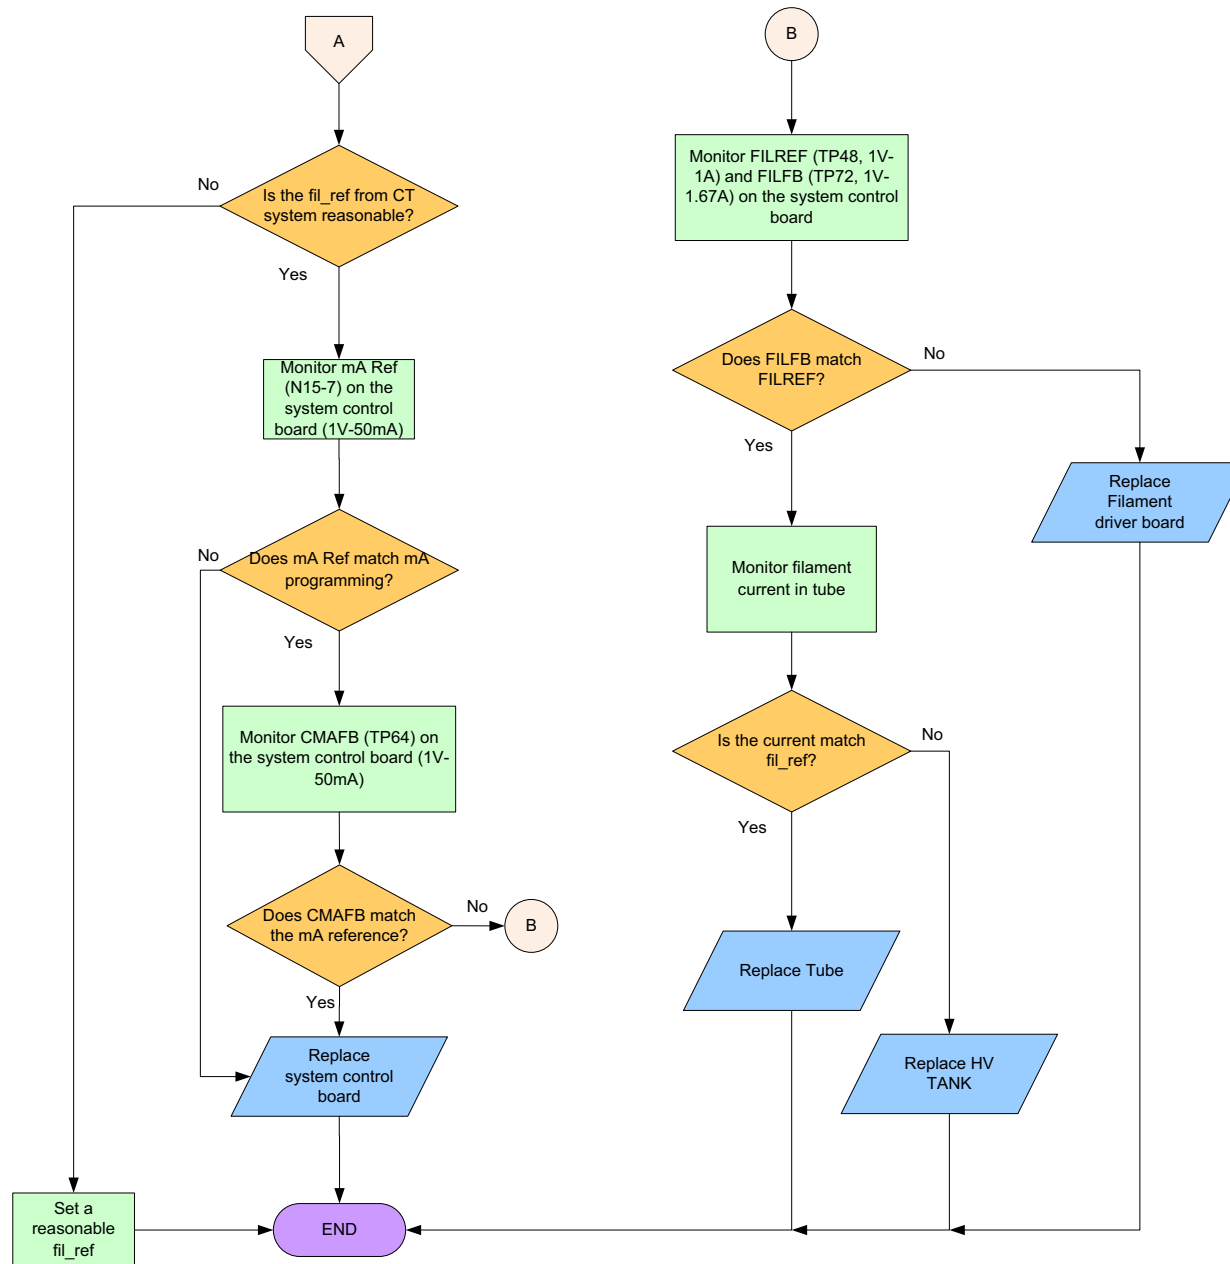 A
Is the fil_ref from CT
system reasonable?
No
Yes
Monitor mA Ref
(N15-7) on the
system control
board (1V-50mA)
Does mA Ref match mA
programming?
No
Yes
Monitor CMAFB (TP64) on
the system control board (1V-
50mA)
Does CMAFB match
the mA reference?
No
B
Yes
Replace
system control
board
Set a
reasonable
fil_ref
END
B
Monitor FILREF (TP48, 1V-
1A) and FILFB (TP72, 1V-
1.67A) on the system control
board
Does FILFB match
FILREF?
No
Yes
Replace
Filament
driver board
Monitor filament
current in tube
Is the current match
fil_ref?
No
Yes
Replace Tube
Replace HV
TANK